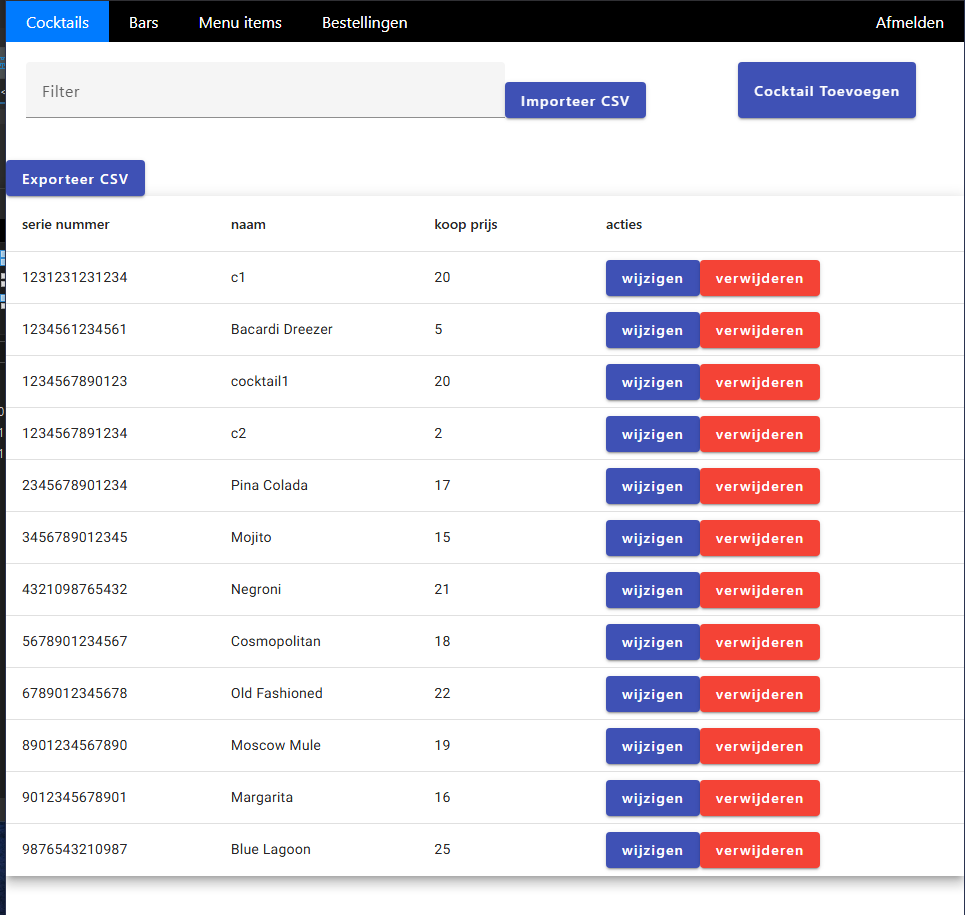 Cocktails Bars Menu items Bestellingen Afmelden
Filter Importeer CSV Cocktail Toevoegen
Exporteer CSV
serie nummer naam koop prijs acties
1231231231234 c1 20 wijzigen verwijderen
1234561234561 Bacardi Dreezer 5 wijzigen verwijderen
1234567890123 cocktail1 20 wijzigen verwijderen
1234567891234 c2 2 wijzigen verwijderen
2345678901234 Pina Colada 17 wijzigen verwijderen
3456789012345 Mojito 15 wijzigen verwijderen
4321098765432 Negroni 21 wijzigen verwijderen
5678901234567 Cosmopolitan 18 wijzigen verwijderen
6789012345678 Old Fashioned 22 wijzigen verwijderen
8901234567890 Moscow Mule 19 wijzigen verwijderen
9012345678901 Margarita 16 wijzigen verwijderen
9876543210987 Blue Lagoon 25 wijzigen verwijderen